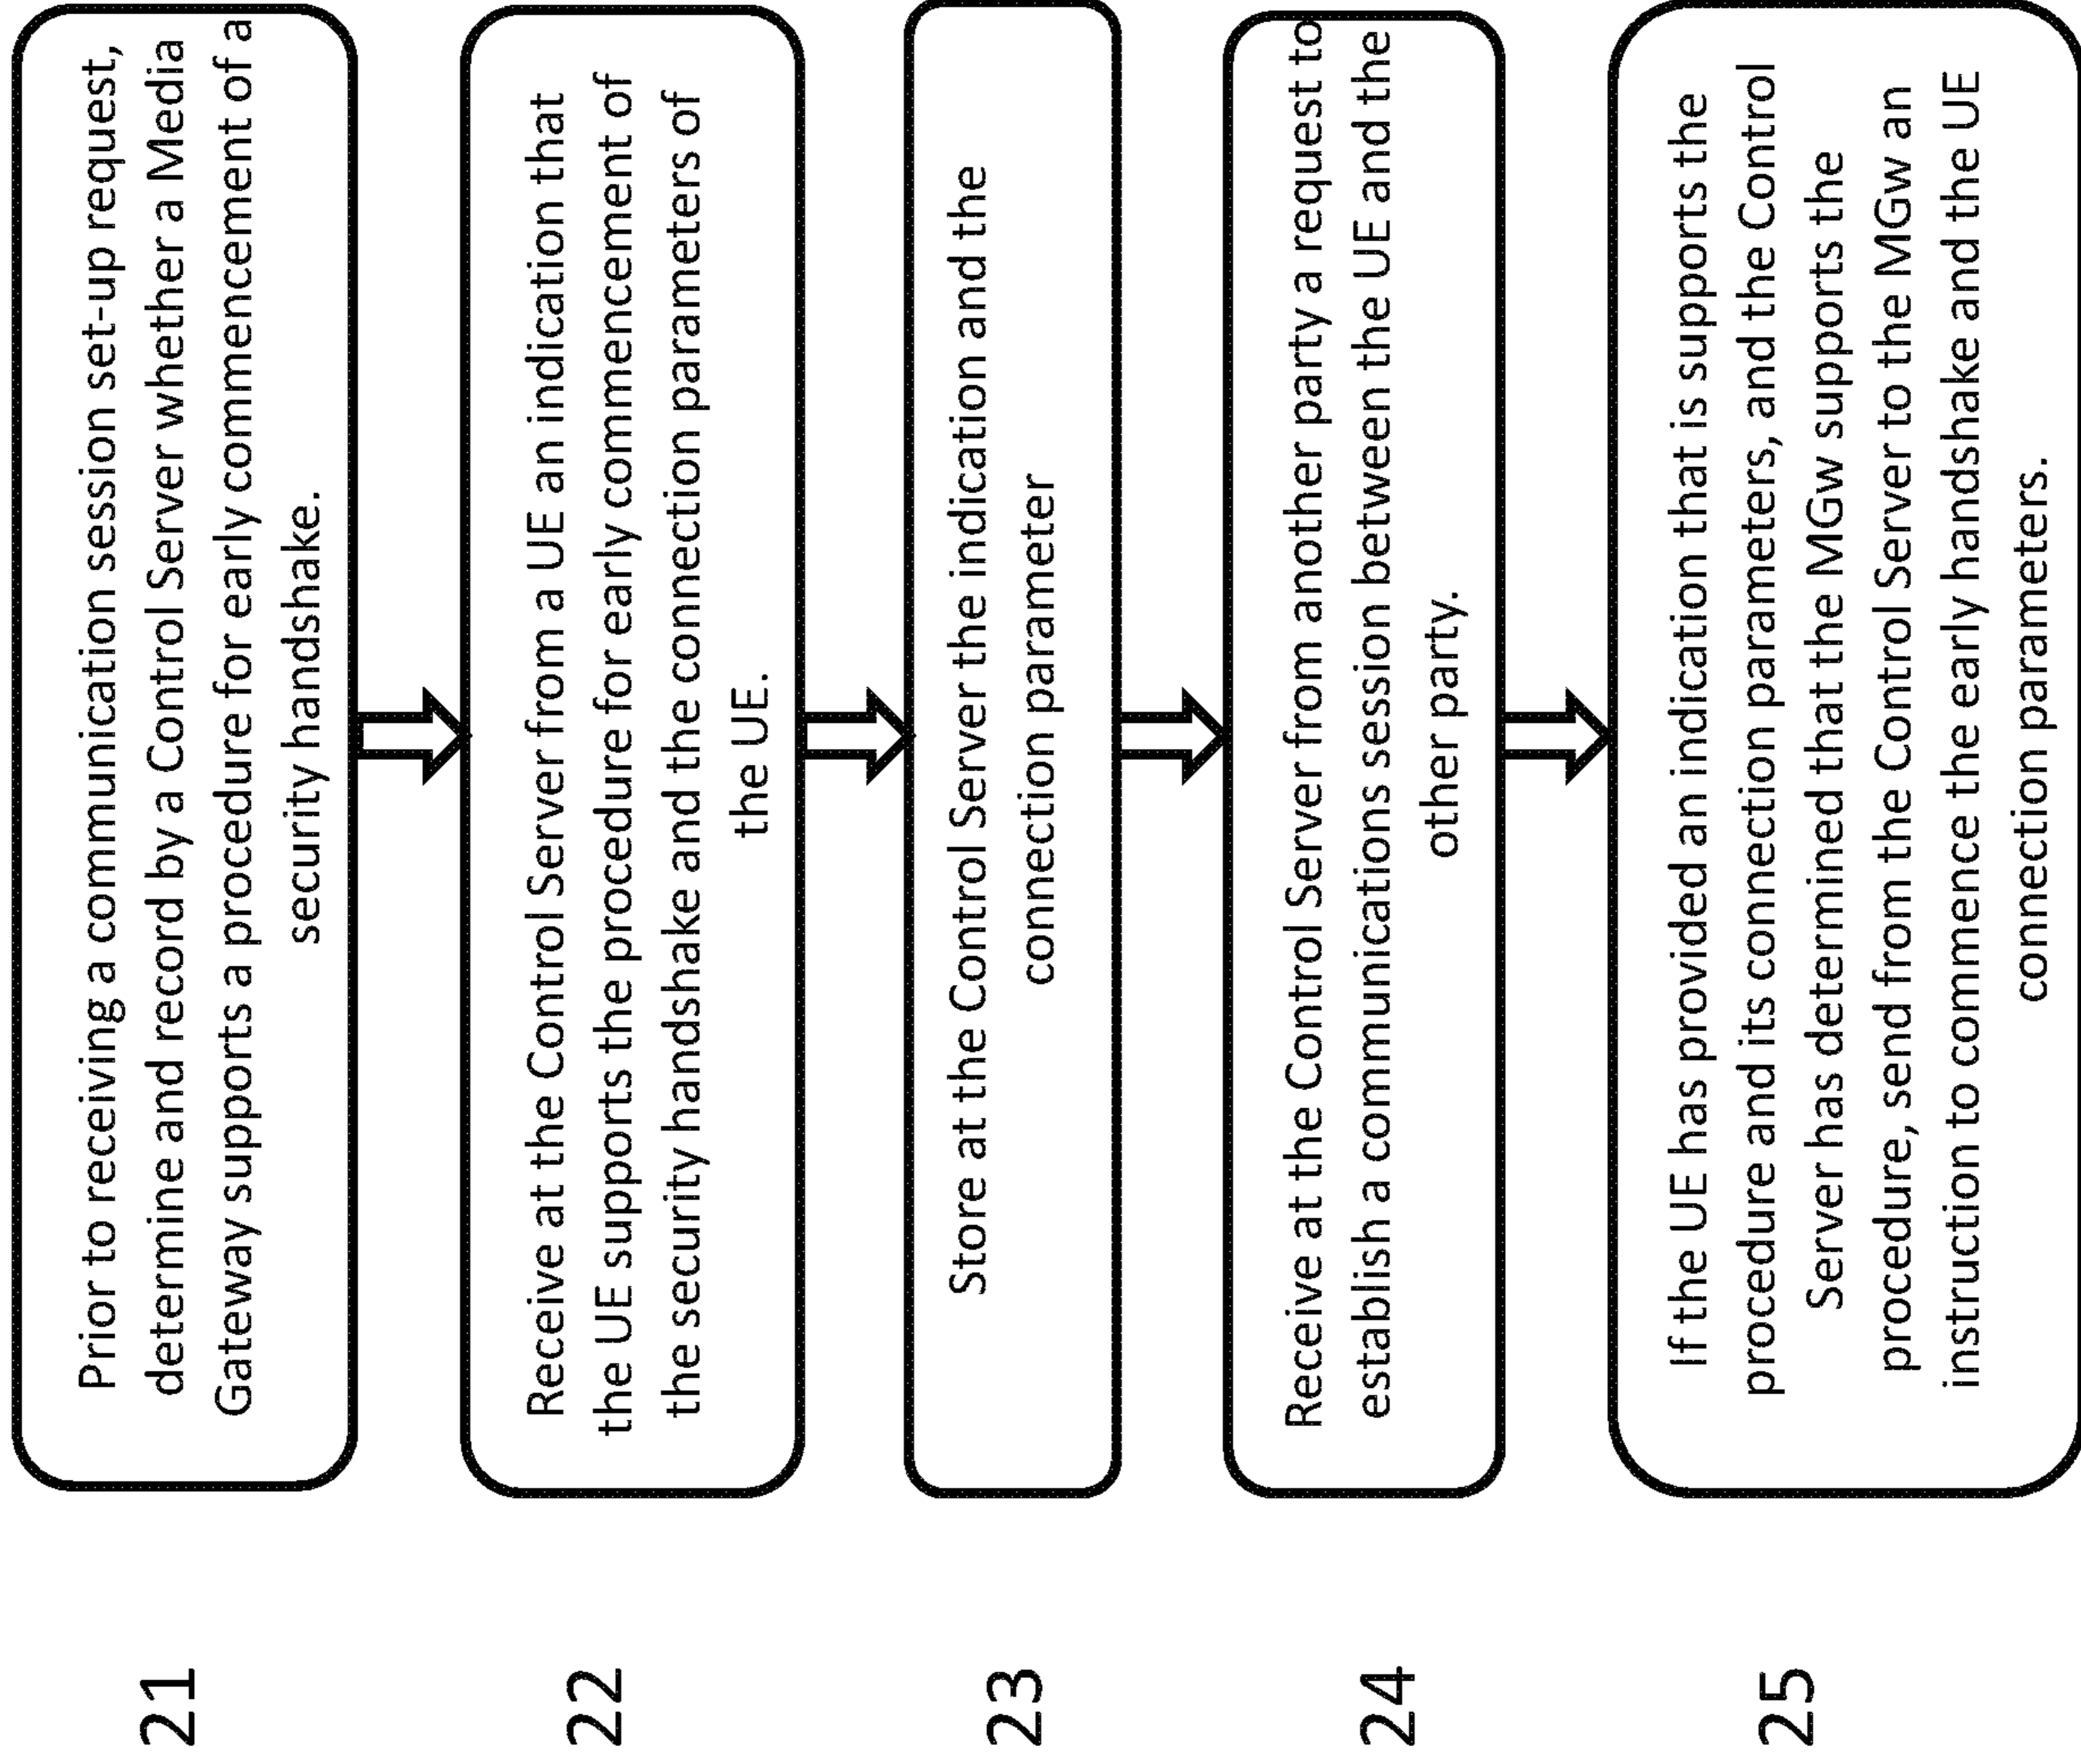 21
Prior to receiving a communication session set-up request,
determine and record by a Control Server whether a Media
Gateway supports a procedure for early commencement of a
security handshake.
22
Receive at the Control Server from a UE an indication that
the UE supports the procedure for early commencement of
the security handshake and the connection parameters of
the UE.
23
Store at the Control Server the indication and the
connection parameter
24
Receive at the Control Server from another party a request to
establish a communications session between the UE and the
other party.
25
If the UE has provided an indication that is supports the
procedure and its connection parameters, and the Control
Server has determined that the MGw supports the
procedure, send from the Control Server to the MGw an
instruction to commence the early handshake and the UE
connection parameters.